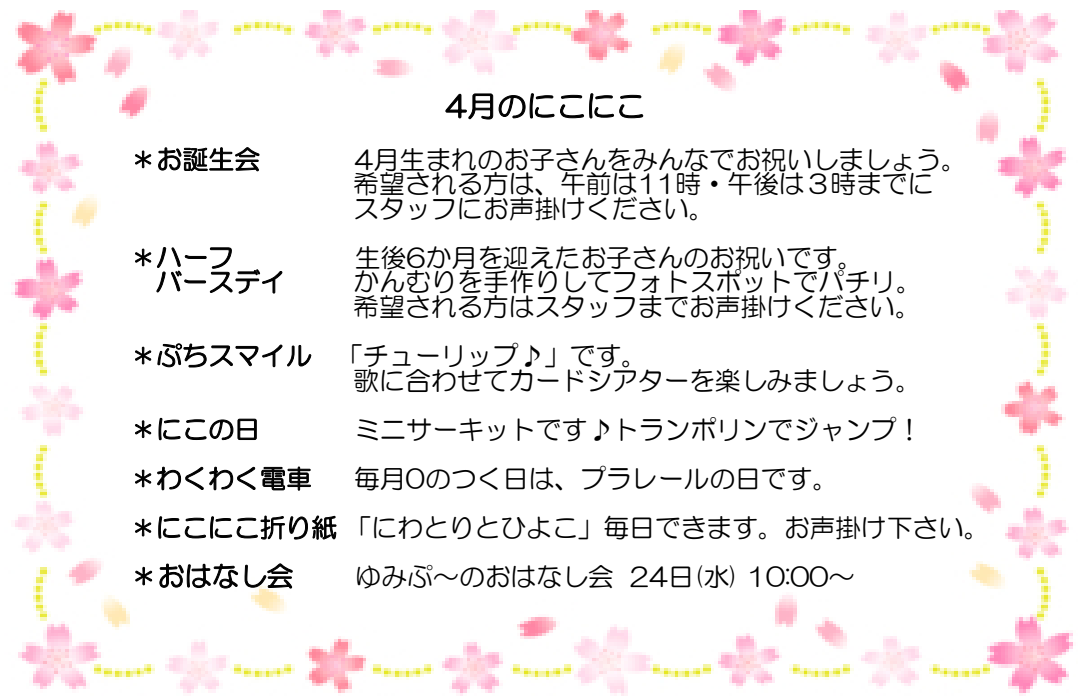 4月のにこにこ
＊お誕生会 4月生まれのお子さんをみんなでお祝いしましょう。
希望される方は、午前は11時・午後は３時までに
スタッフにお声掛けください。
＊ハーフ 生後6か月を迎えたお子さんのお祝いです。
バースデイ かんむりを手作りしてフォトスポットでパチリ。
希望される方はスタッフまでお声掛けください。
＊ぷちスマイル 「チューリップ♪」です。
歌に合わせてカードシアターを楽しみましょう。
＊にこの日 ミニサーキットです♪トランポリンでジャンプ！
＊わくわく電車 毎月0のつく日は、プラレールの日です。
＊にこにこ折り紙 「にわとりとひよこ」毎日できます。お声掛け下さい。
＊おはなし会 ゆみぷ～のおはなし会 24日(水) 10:00～